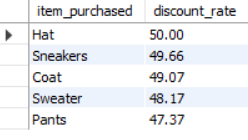 item_purchased discount_rate
Hat 50.00
Sneakers 49.66
Coat 49.07
Sweater 48.17
Pants 47.37